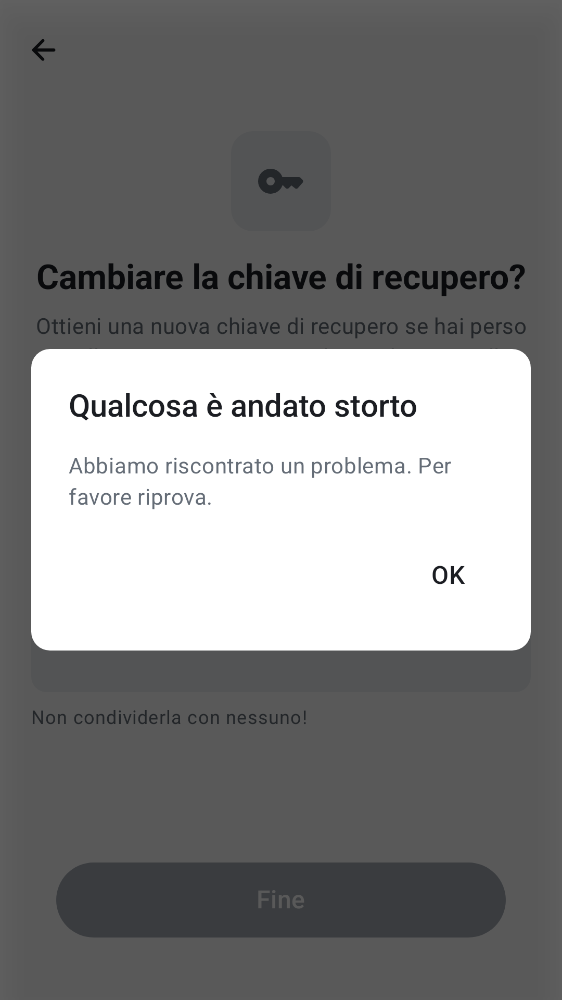 Cambiare la chiave di recupero?
Ottieni una nuova chiave di recupero se hai perso
Qualcosa è andato storto
Abbiamo riscontrato un problema. Per
favore riprova.
OK
Non condividerla con nessuno!
Fine